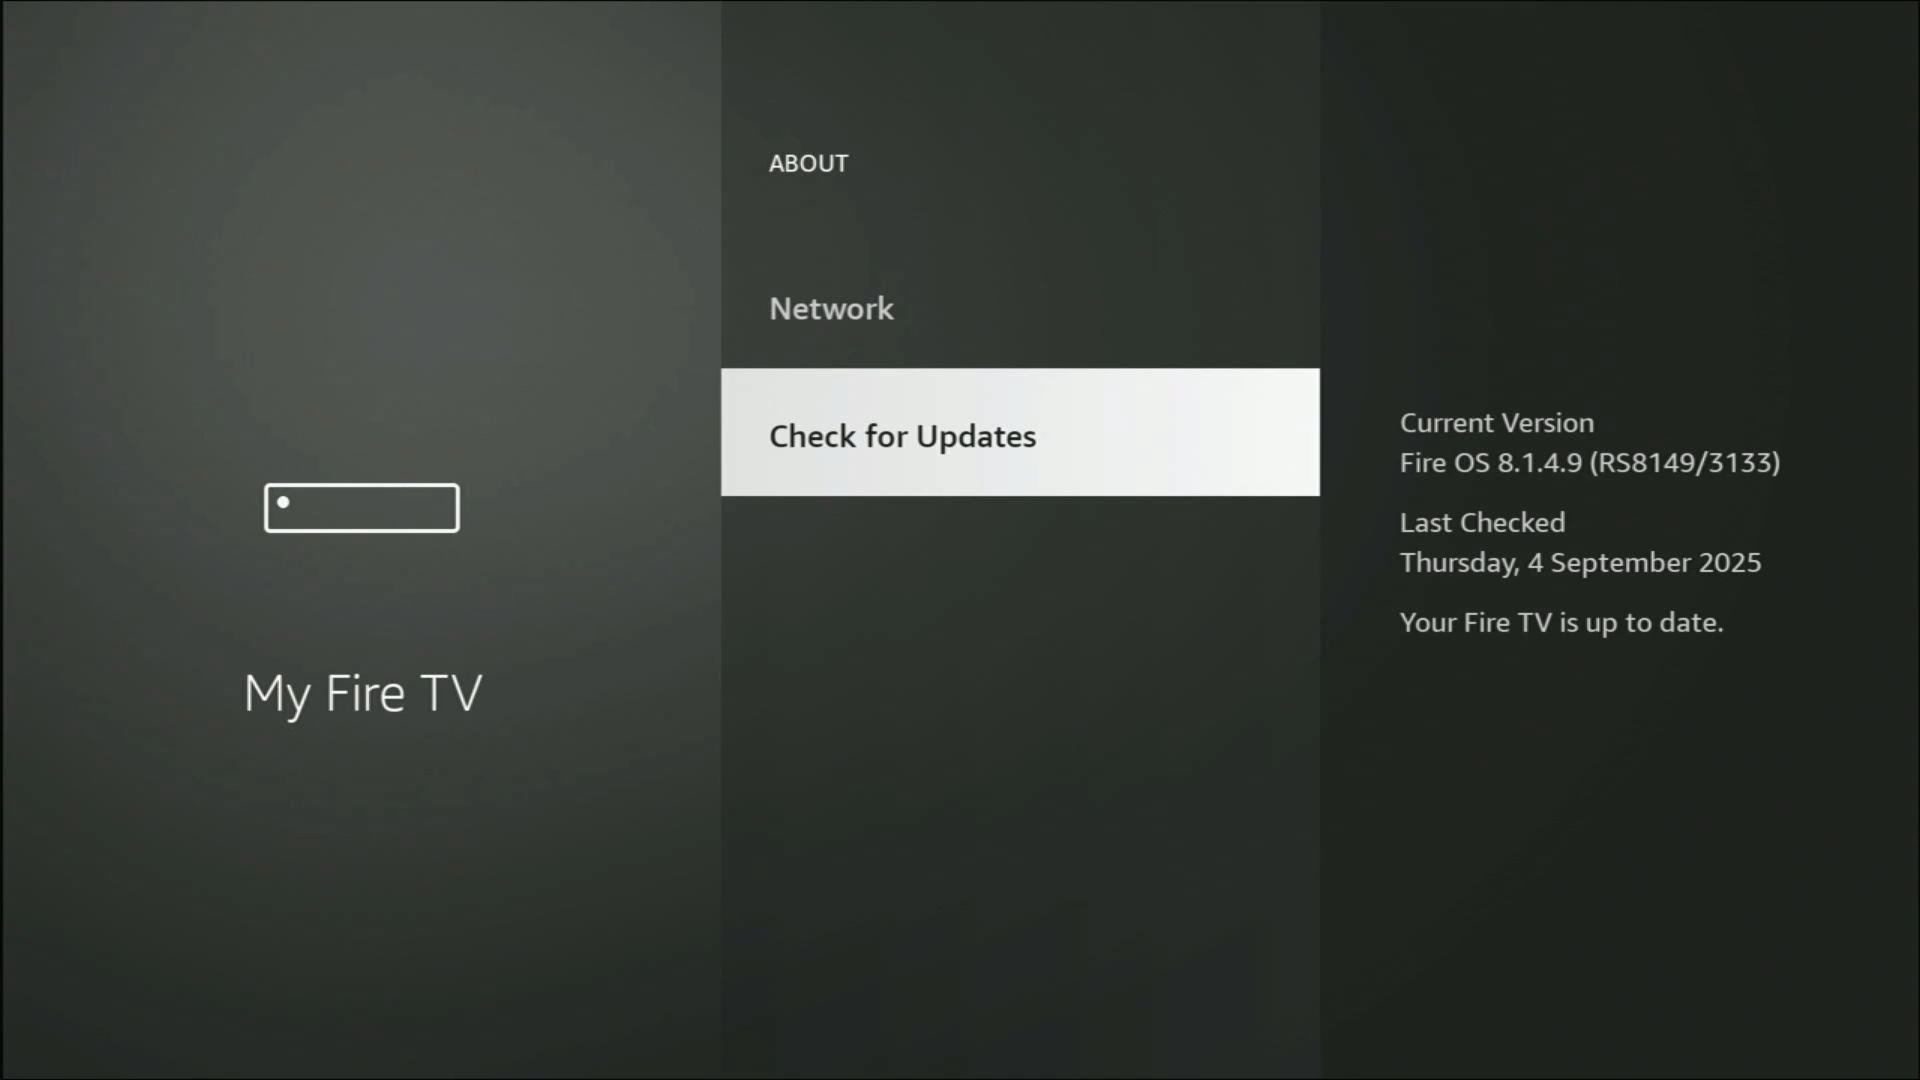 My Fire TV
ABOUT
Network
Check for Updates
Current Version
Fire OS 8.1.4.9 (RS8149/3133)
Last Checked
Thursday, 4 September 2025
Your Fire TV is up to date.